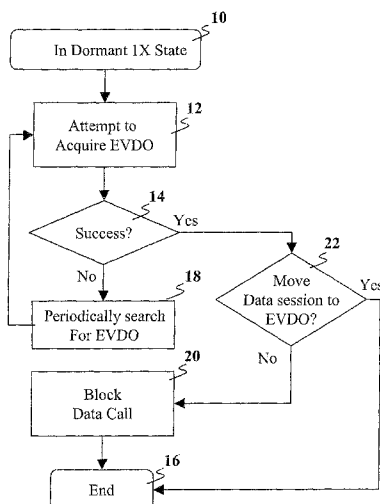 10
In Dormant 1X State
12
Attempt to
Acquire EVDO
14
Success?
Yes
No
22
Move
Data session to
EVDO?
Yes
No
18
Periodically search
For EVDO
20
Block
Data Call
16
End